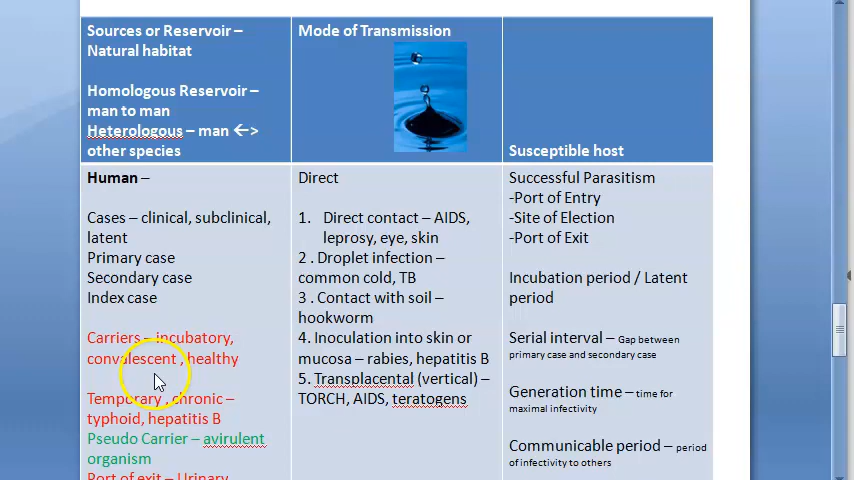 Sources or Reservoir –
Natural habitat
Homologous Reservoir –
man to man
Heterologous – man <->
other species
Mode of Transmission
Susceptible host
Human –
Cases – clinical, subclinical,
latent
Primary case
Secondary case
Index case
Carriers – incubatory,
convalescent , healthy
Temporary , chronic –
typhoid, hepatitis B
Pseudo Carrier – avirulent
organism
Port of exit – Urinary
Direct
1. Direct contact – AIDS,
leprosy, eye, skin
2 . Droplet infection –
common cold, TB
3 . Contact with soil –
hookworm
4. Inoculation into skin or
mucosa – rabies, hepatitis B
5. Transplacental (vertical) –
TORCH, AIDS, teratogens
Successful Parasitism
-Port of Entry
-Site of Election
-Port of Exit
Incubation period / Latent
period
Serial interval – Gap between
primary case and secondary case
Generation time – time for
maximal infectivity
Communicable period – period
of infectivity to others